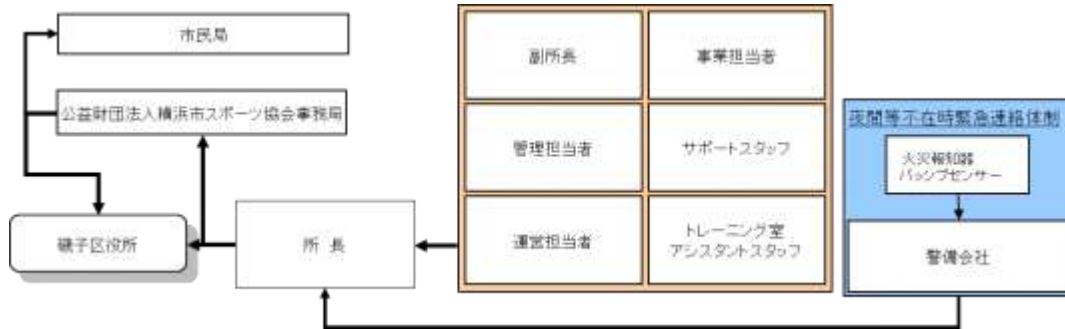 市民局
公益財団法人横浜市スポーツ協会事務局
磯子区役所
所長
副所長
事業担当者
管理担当者
サポートスタッフ
運営担当者
トレーニング室
アシスタントスタッフ
夜間等不在時緊急連絡体制
火災報知器
パッシブセンサー
警備会社